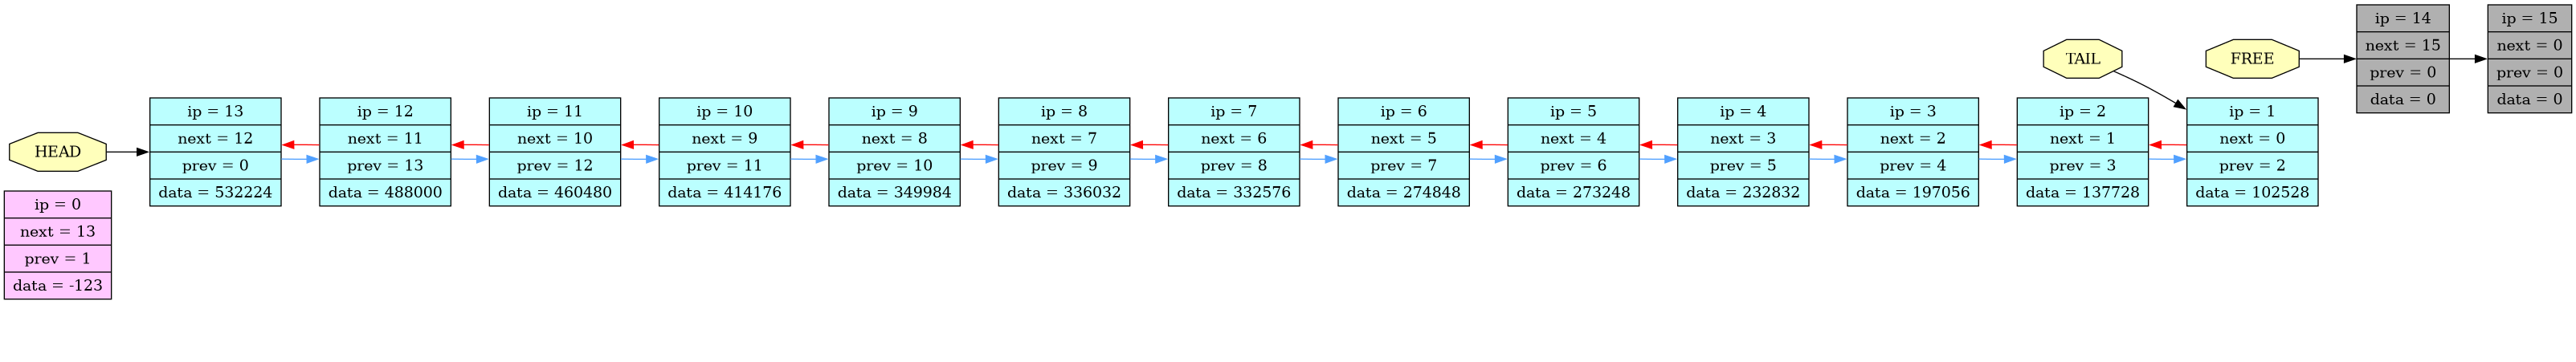 HEAD
ip = 0
next = 13
prev = 1
data = -123
ip = 13
next = 12
prev = 0
data = 532224
ip = 12
next = 11
prev = 13
data = 488000
ip = 11
next = 10
prev = 12
data = 460480
ip = 10
next = 9
prev = 11
data = 414176
ip = 9
next = 8
prev = 10
data = 349984
ip = 8
next = 7
prev = 9
data = 336032
ip = 7
next = 6
prev = 8
data = 332576
ip = 6
next = 5
prev = 7
data = 274848
ip = 5
next = 4
prev = 6
data = 273248
ip = 4
next = 3
prev = 5
data = 232832
ip = 3
next = 2
prev = 4
data = 197056
TAIL
ip = 2
next = 1
prev = 3
data = 137728
FREE
ip = 1
next = 0
prev = 2
data = 102528
ip = 14
next = 15
prev = 0
data = 0
ip = 15
next = 0
prev = 0
data = 0